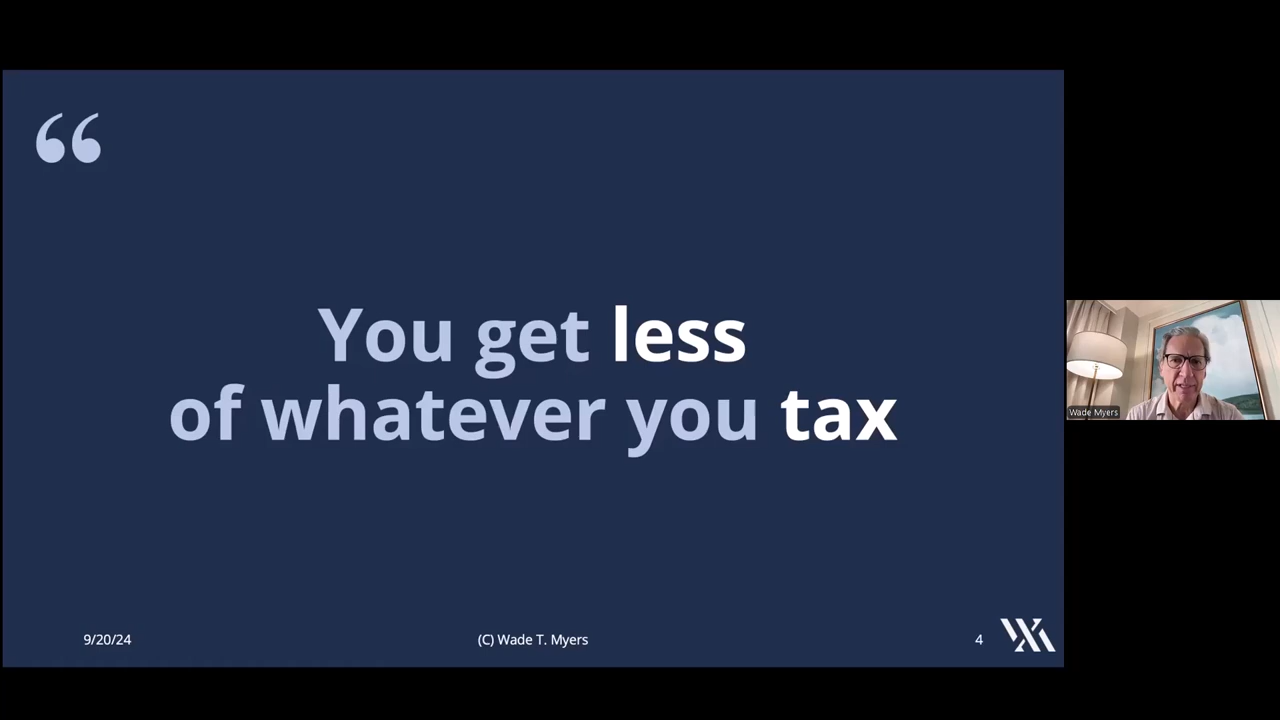 “
You get less
of whatever you tax
9/20/24
(C) Wade T. Myers
4
Wade Myers